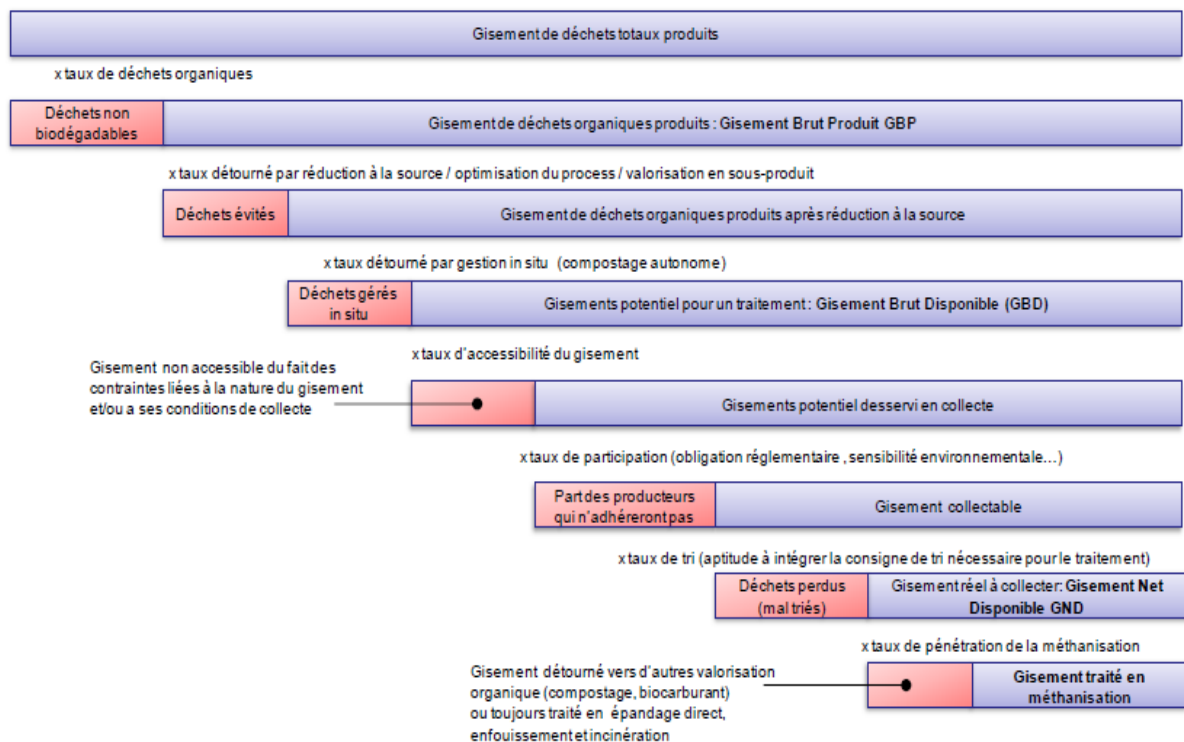 Gisement de déchets totaux produits
x taux de déchets organiques
Déchets non
biodégadables
Gisement de déchets organiques produits : Gisement Brut Produit GBP
x taux détourné par réduction à la source / optimisation du process / valorisation en sous-produit
Déchets évités
Gisement de déchets organiques produits après réduction à la source
x taux détourné par gestion in situ (compostage autonome)
Déchets gérés
in situ
Gisements potentiel pour un traitement : Gisement Brut Disponible (GBD)
x taux d'accessibilité du gisement
Gisement non accessible du fait des
contraintes liées à la nature du gisement
et/ou a ses conditions de collecte
Gisements potentiel desservi en collecte
x taux de participation (obligation réglementaire , sensibilité environnementale...)
Part des producteurs
qui n'adhéreront pas
Gisement collectable
x taux de tri (aptitude à intégrer la consigne de tri nécessaire pour le traitement)
Déchets perdus
(mal triés)
Gisement réel à collecter: Gisement Net
Disponible GND
x taux de pénétration de la méthanisation
Gisement détourné vers d'autres valorisation
organique (compostage, biocarburant)
ou toujours traité en épandage direct,
enfouissement et incinération
Gisement traité en
méthanisation